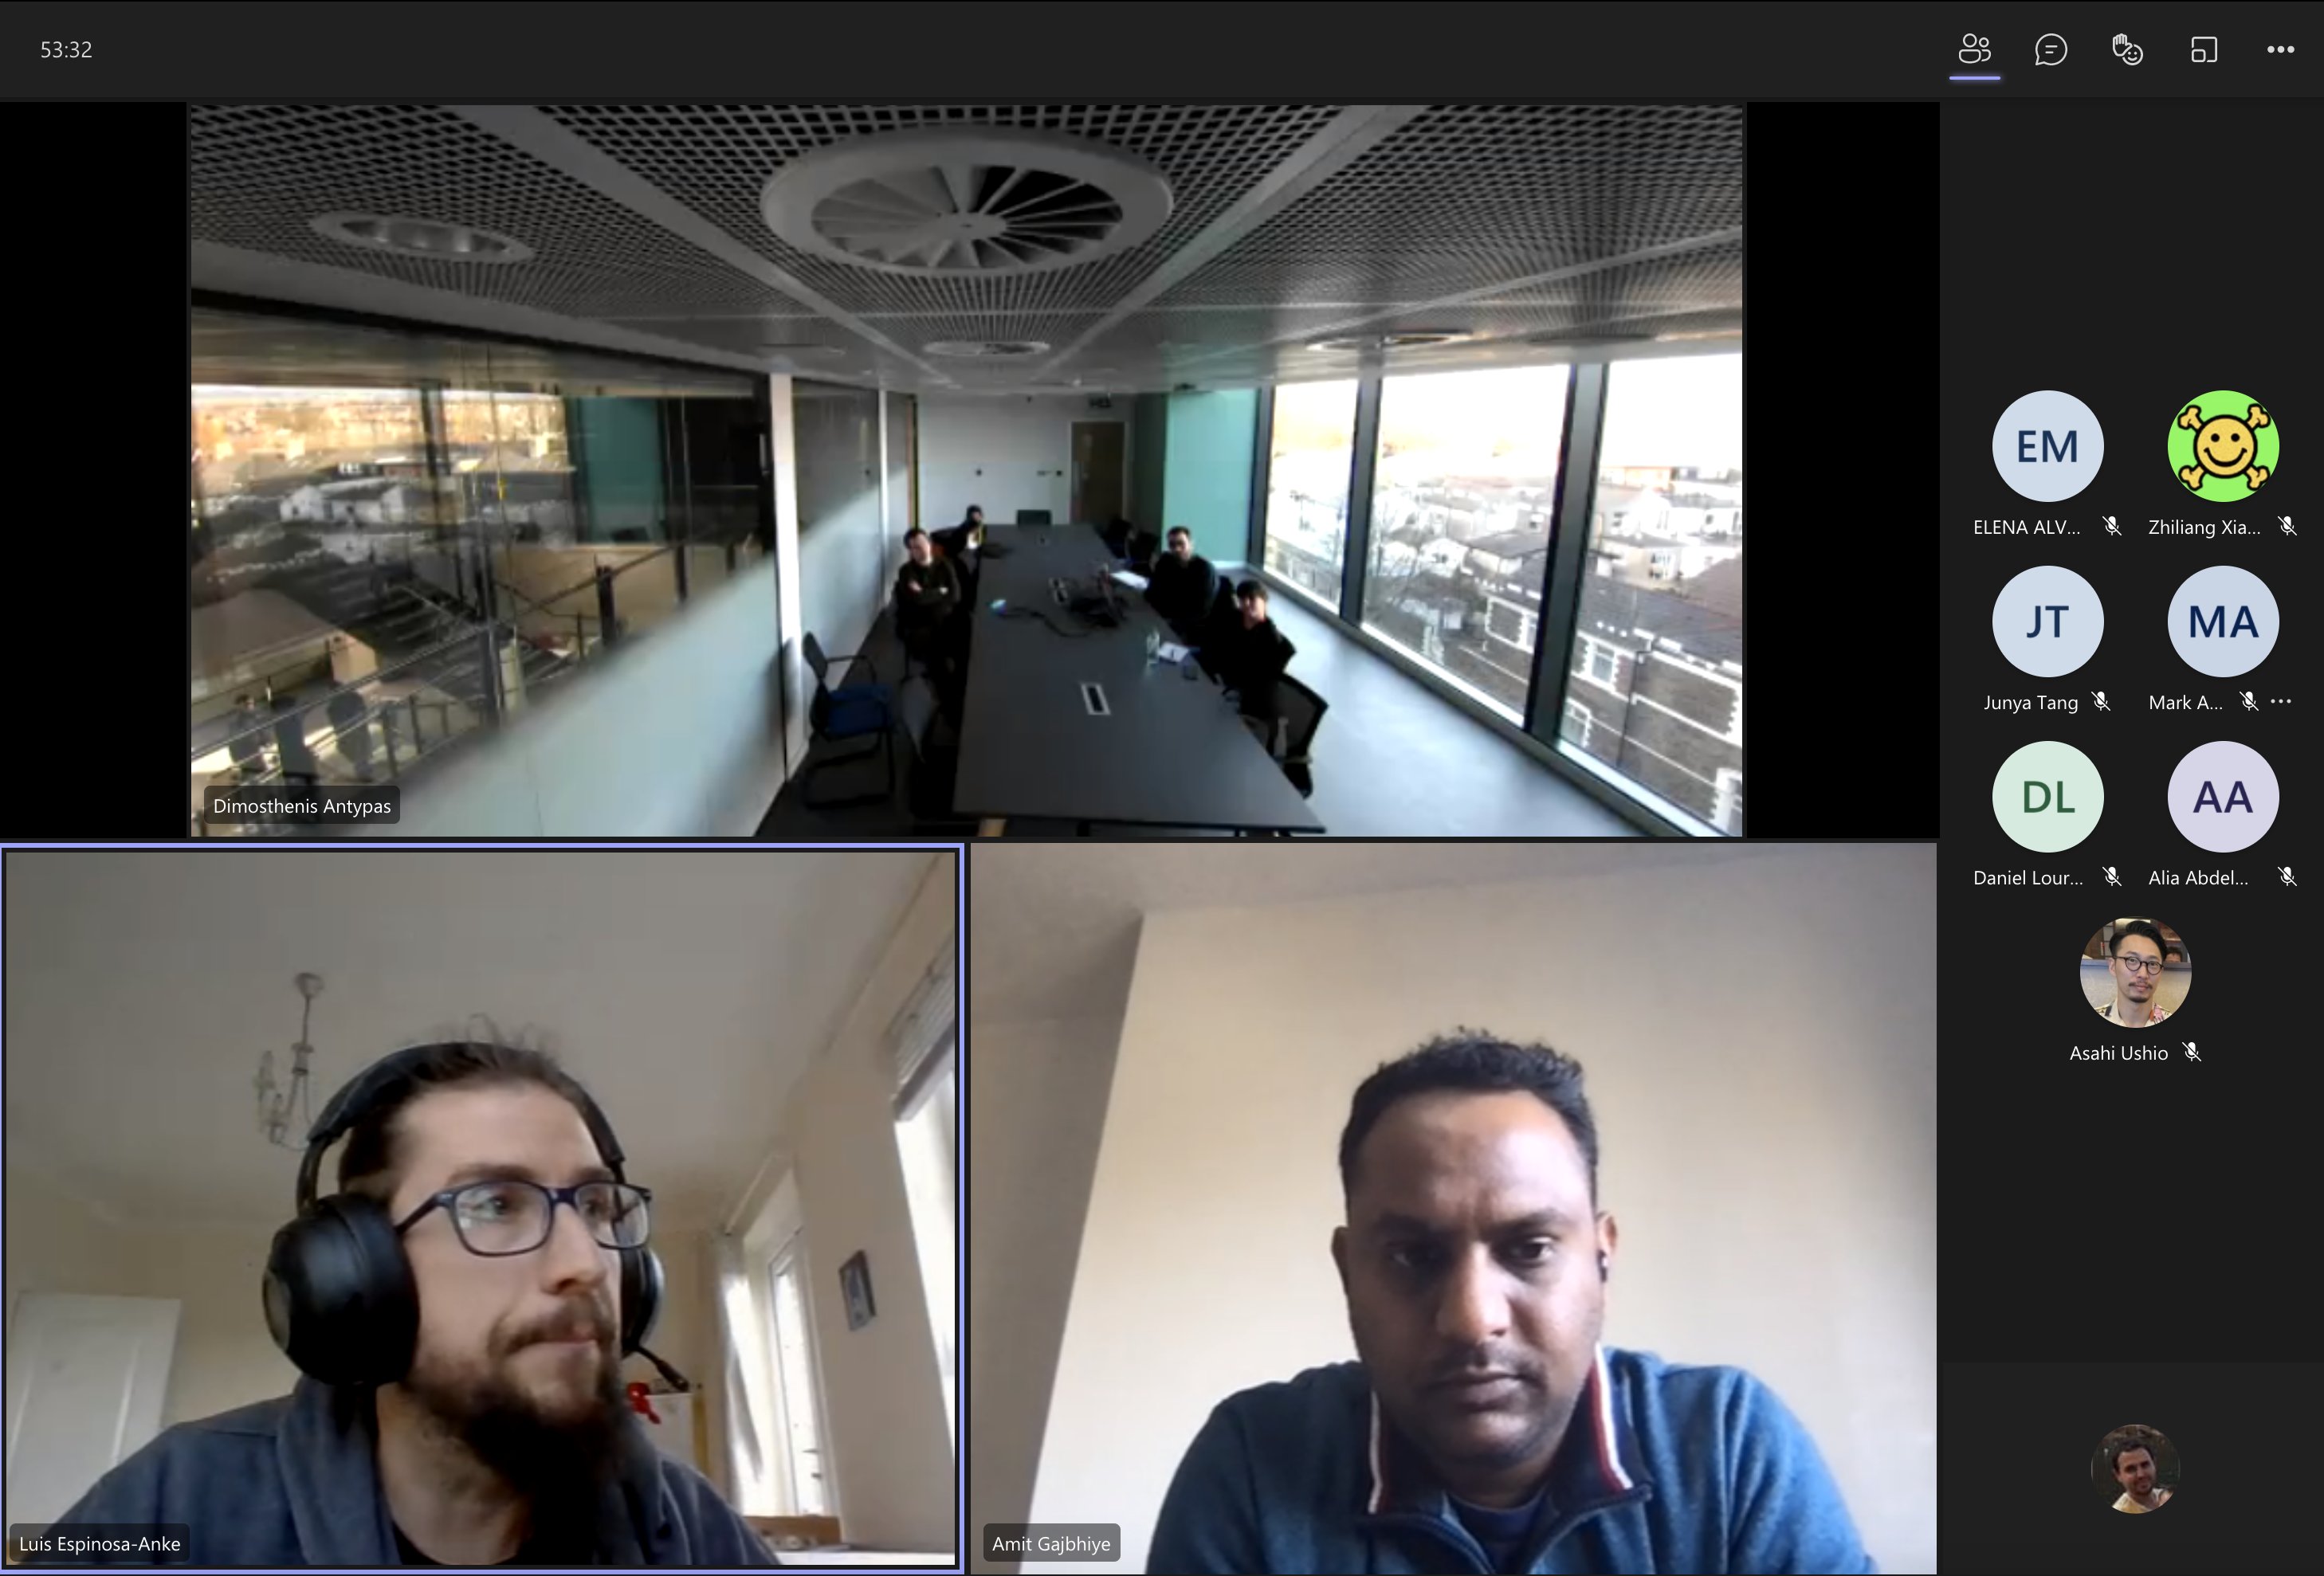 53:32
Dimosthenis Antypas
EM
ELENA ALV...
Zhiliang Xia...
JT
MA
Junya Tang
Mark A...
DL
AA
Daniel Lour...
Alia Abdel...
Asahi Ushio
Luis Espinosa-Anke
Amit Gajbhiye